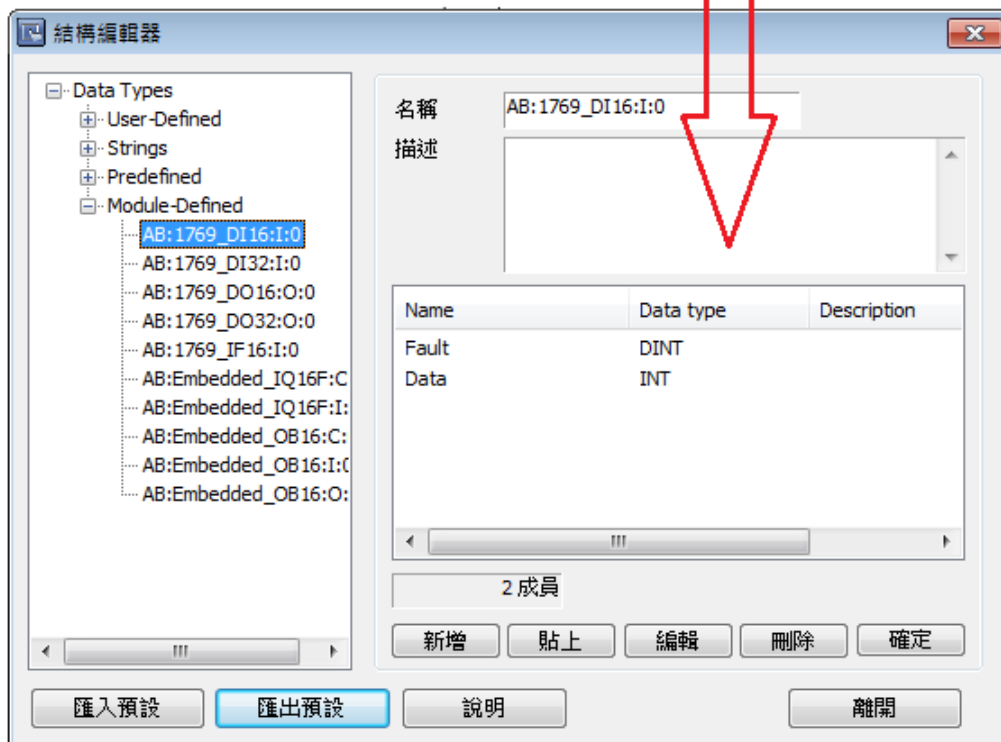 結構編輯器
Data Types
User-Defined
Strings
Predefined
Module-Defined
AB:1769_DI16:I:0
AB:1769_DI32:I:0
AB:1769_DO16:O:0
AB:1769_DO32:O:0
AB:1769_IF16:I:0
AB:Embedded_IQ16F:C
AB:Embedded_IQ16F:I:
AB:Embedded_OB16:C:
AB:Embedded_OB16:I:(
AB:Embedded_OB16:O:
名稱 AB:1769_DI16:I:0
描述
Name Data type Description
Fault DINT
Data INT
2 成員
新增 貼上 編輯 刪除 確定
匯入預設 匯出預設 說明 離開